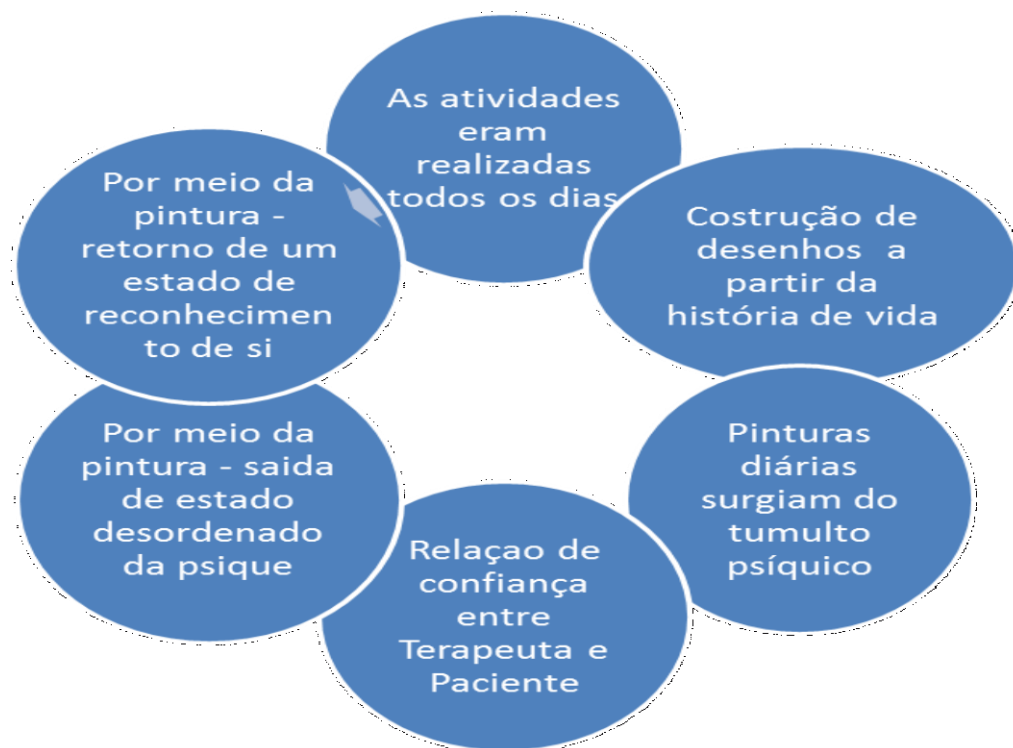 As atividades
eram
realizadas
todos os dias
Costrução de
desenhos a
partir da
história de vida
Pinturas
diárias
surgiam do
tumulto
psíquico
Relaçao de
confiança
entre
Terapeuta e
Paciente
Por meio da
pintura - saida
de estado
desordenado
da psique
Por meio da
pintura -
retorno de um
estado de
reconhecimen
to de si